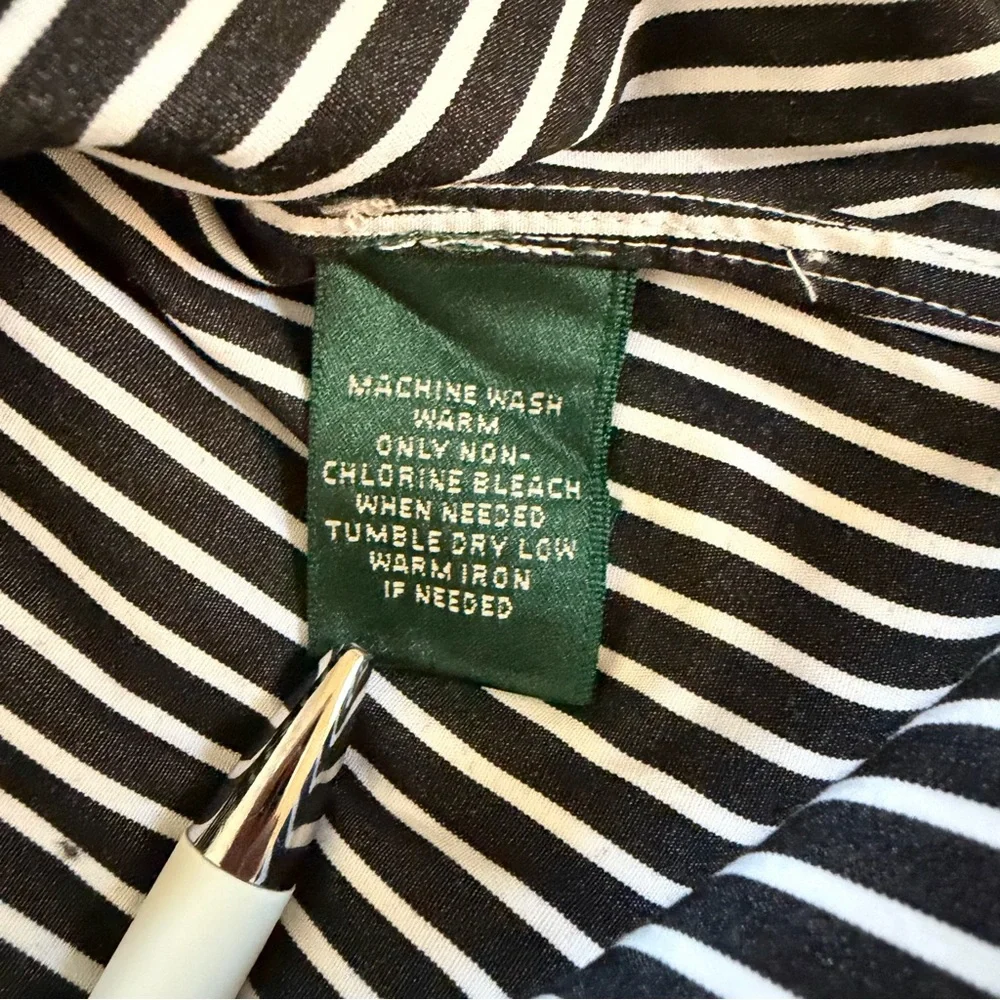 MACHINE WASH
WARM
ONLY NON-
CHLORINE BLEACH
WHEN NEEDED
TUMBLE DRY LOW
WARM IRON
IF NEEDED